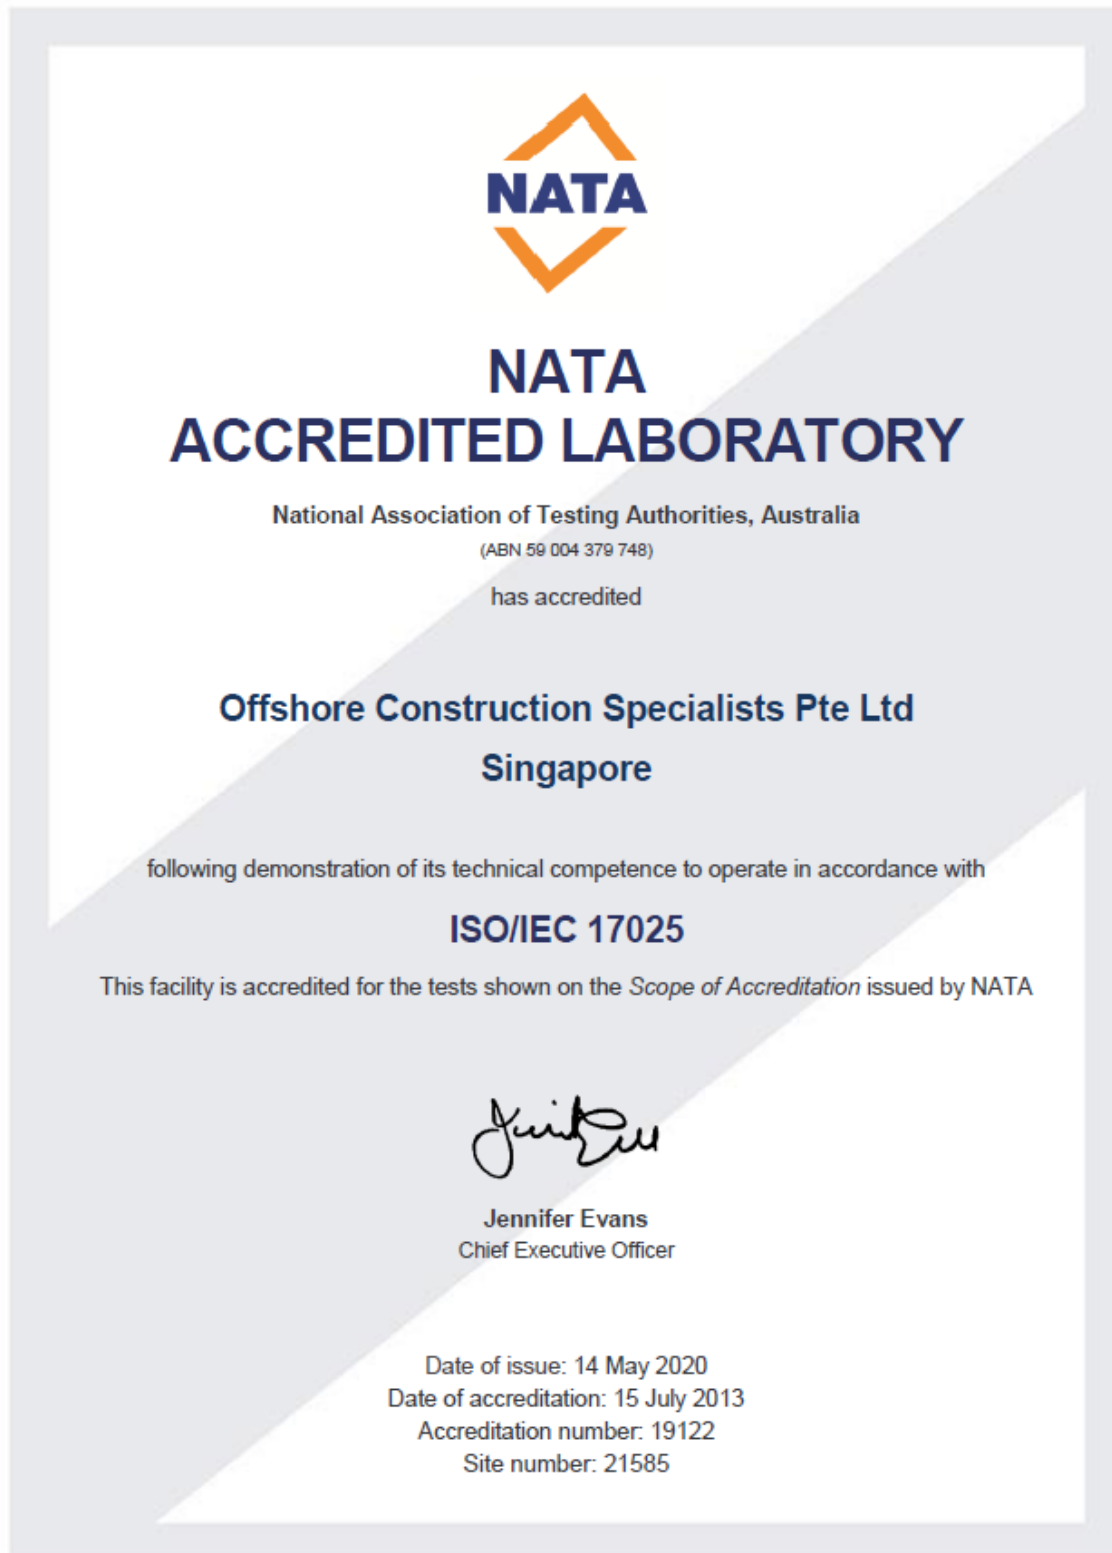 NATA
NATA
ACCREDITED LABORATORY
National Association of Testing Authorities, Australia
(ABN 59 004 379 748)
has accredited
Offshore Construction Specialists Pte Ltd
Singapore
following demonstration of its technical competence to operate in accordance with
ISO/IEC 17025
This facility is accredited for the tests shown on the Scope of Accreditation issued by NATA
Jennifer Evans
Chief Executive Officer
Date of issue: 14 May 2020
Date of accreditation: 15 July 2013
Accreditation number: 19122
Site number: 21585